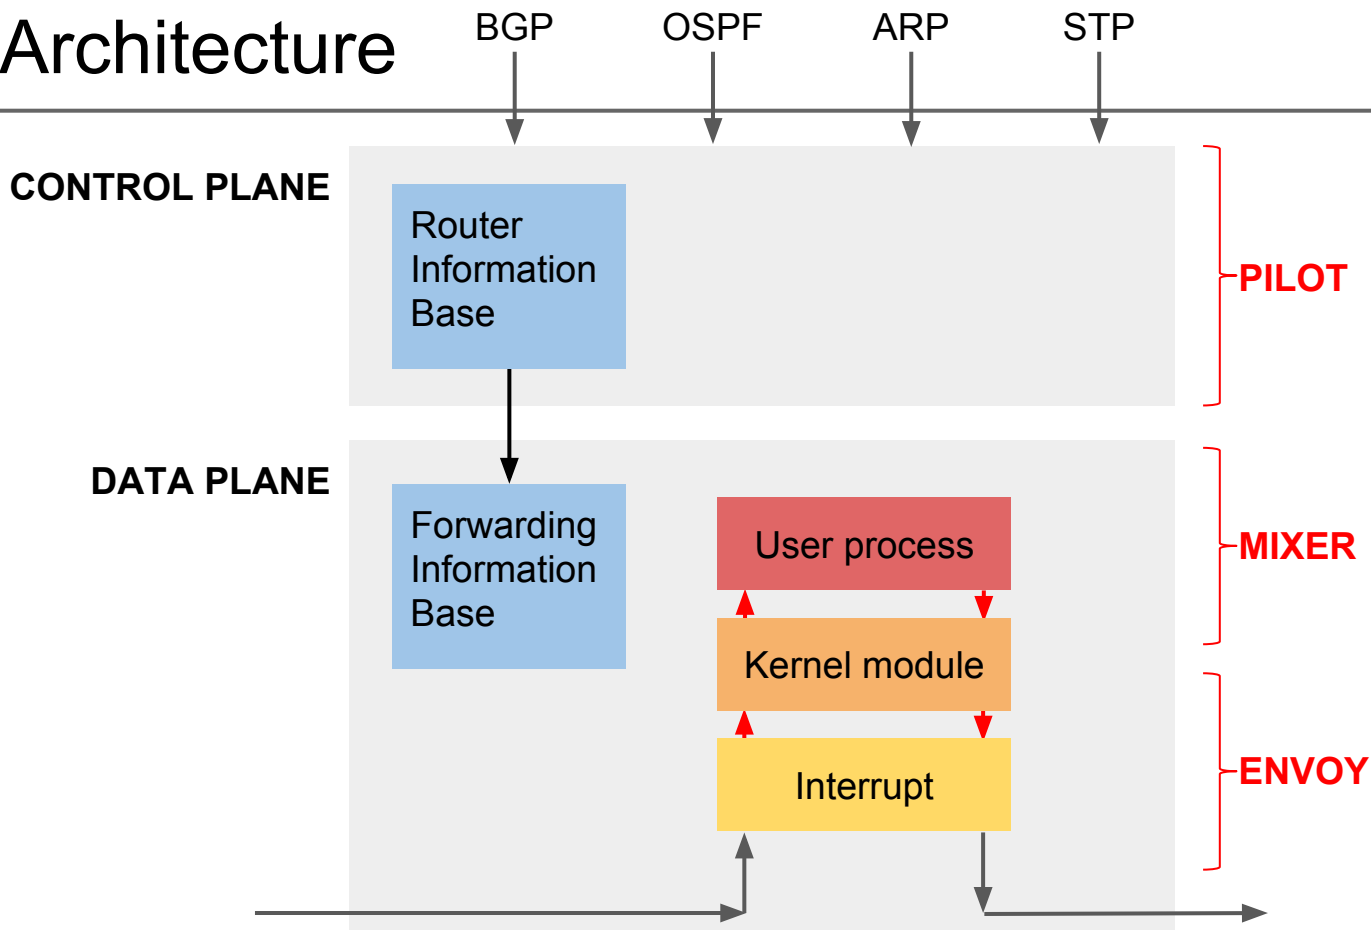 Architecture
BGP
OSPF
ARP
STP
CONTROL PLANE
Router
Information
Base
PILOT
DATA PLANE
Forwarding
Information
Base
User process
MIXER
Kernel module
Interrupt
ENVOY